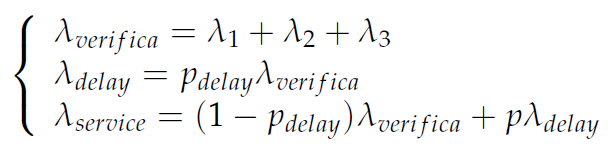 λ_verifica = λ_1 + λ_2 + λ_3
λ_delay = p_delay λ_verifica
λ_service = (1 − p_delay)λ_verifica + pλ_delay